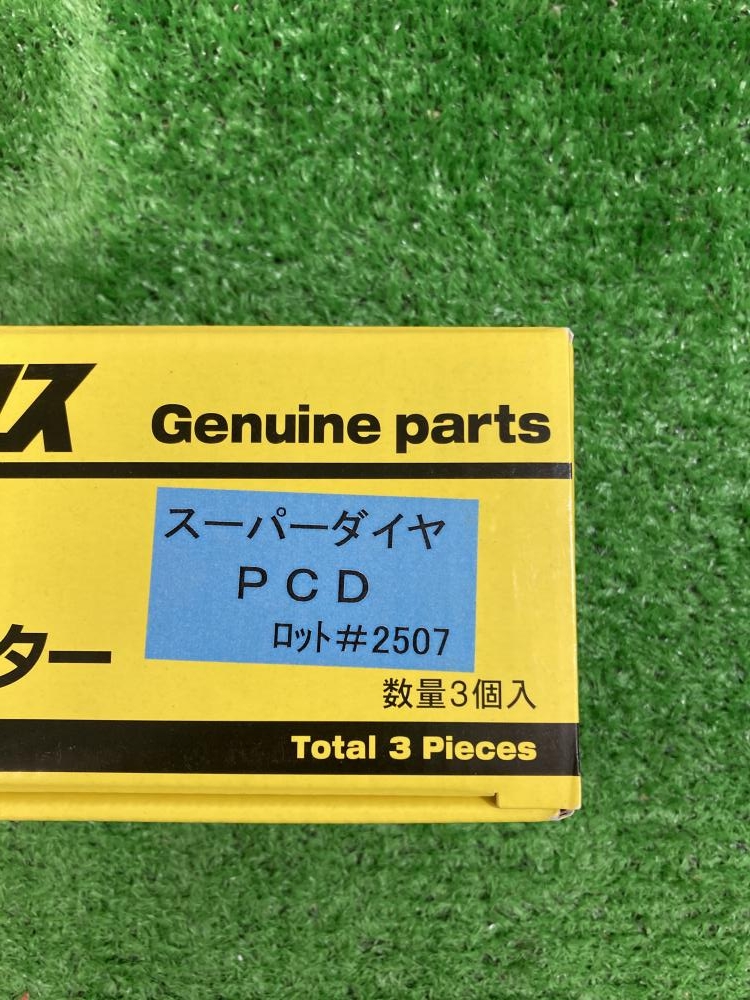 ス Genuine parts
スーパーダイヤ
PCD
ロット#2507
ター
数量3個入
Total 3 Pieces